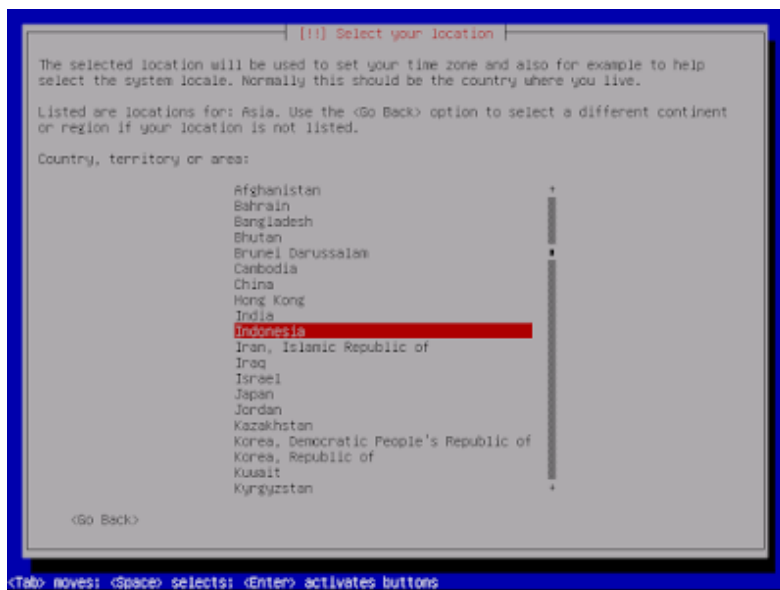 [!!] Select your location
The selected location will be used to set your time zone and also for example to help
select the system locale. Normally this should be the country where you live.
Listed are locations for: Asia. Use the <Go Back> option to select a different continent
or region if your location is not listed.
Country, territory or area:
Afghanistan
Bahrain
Bangladesh
Bhutan
Brunei Darussalam
Cambodia
China
Hong Kong
India
Indonesia
Iran, Islamic Republic of
Iraq
Israel
Japan
Jordan
Kazakhstan
Korea, Democratic People's Republic of
Korea, Republic of
Kuwait
Kyrgyzstan
<Go Back>
<Tab> moves; <Space> selects; <Enter> activates buttons